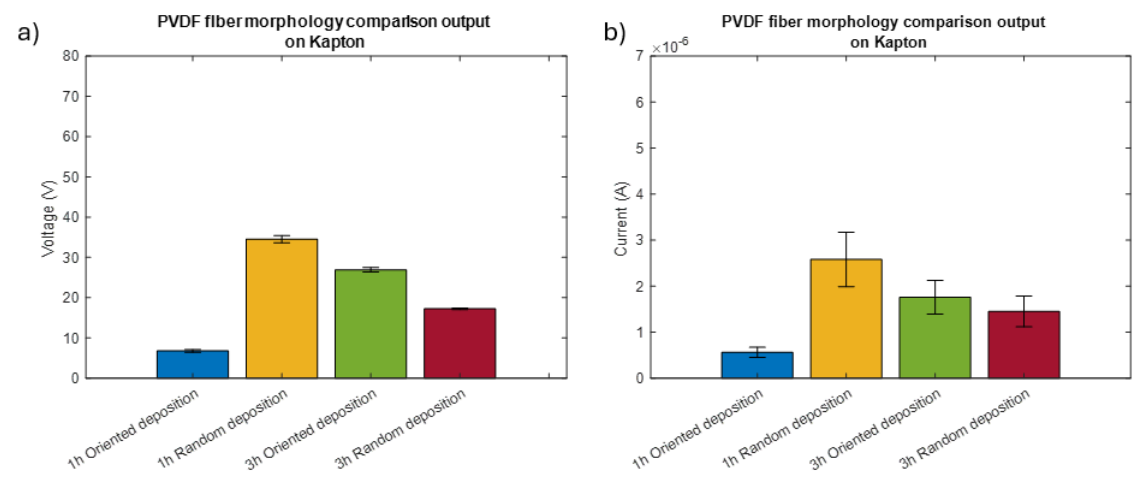 a)
PVDF fIber morphology comparIson output
on Kapton
80
70
60
50
40
30
20
10
0
Voltage (V)
1h Oriented deposition
1h Random deposition
3h Oriented deposition
3h Random deposition
b)
PVDF fiber morphology comparison output
on Kapton
×10⁻⁶
7
6
5
4
3
2
1
0
Current (A)
1h Oriented deposition
1h Random deposition
3h Oriented deposition
3h Random deposition